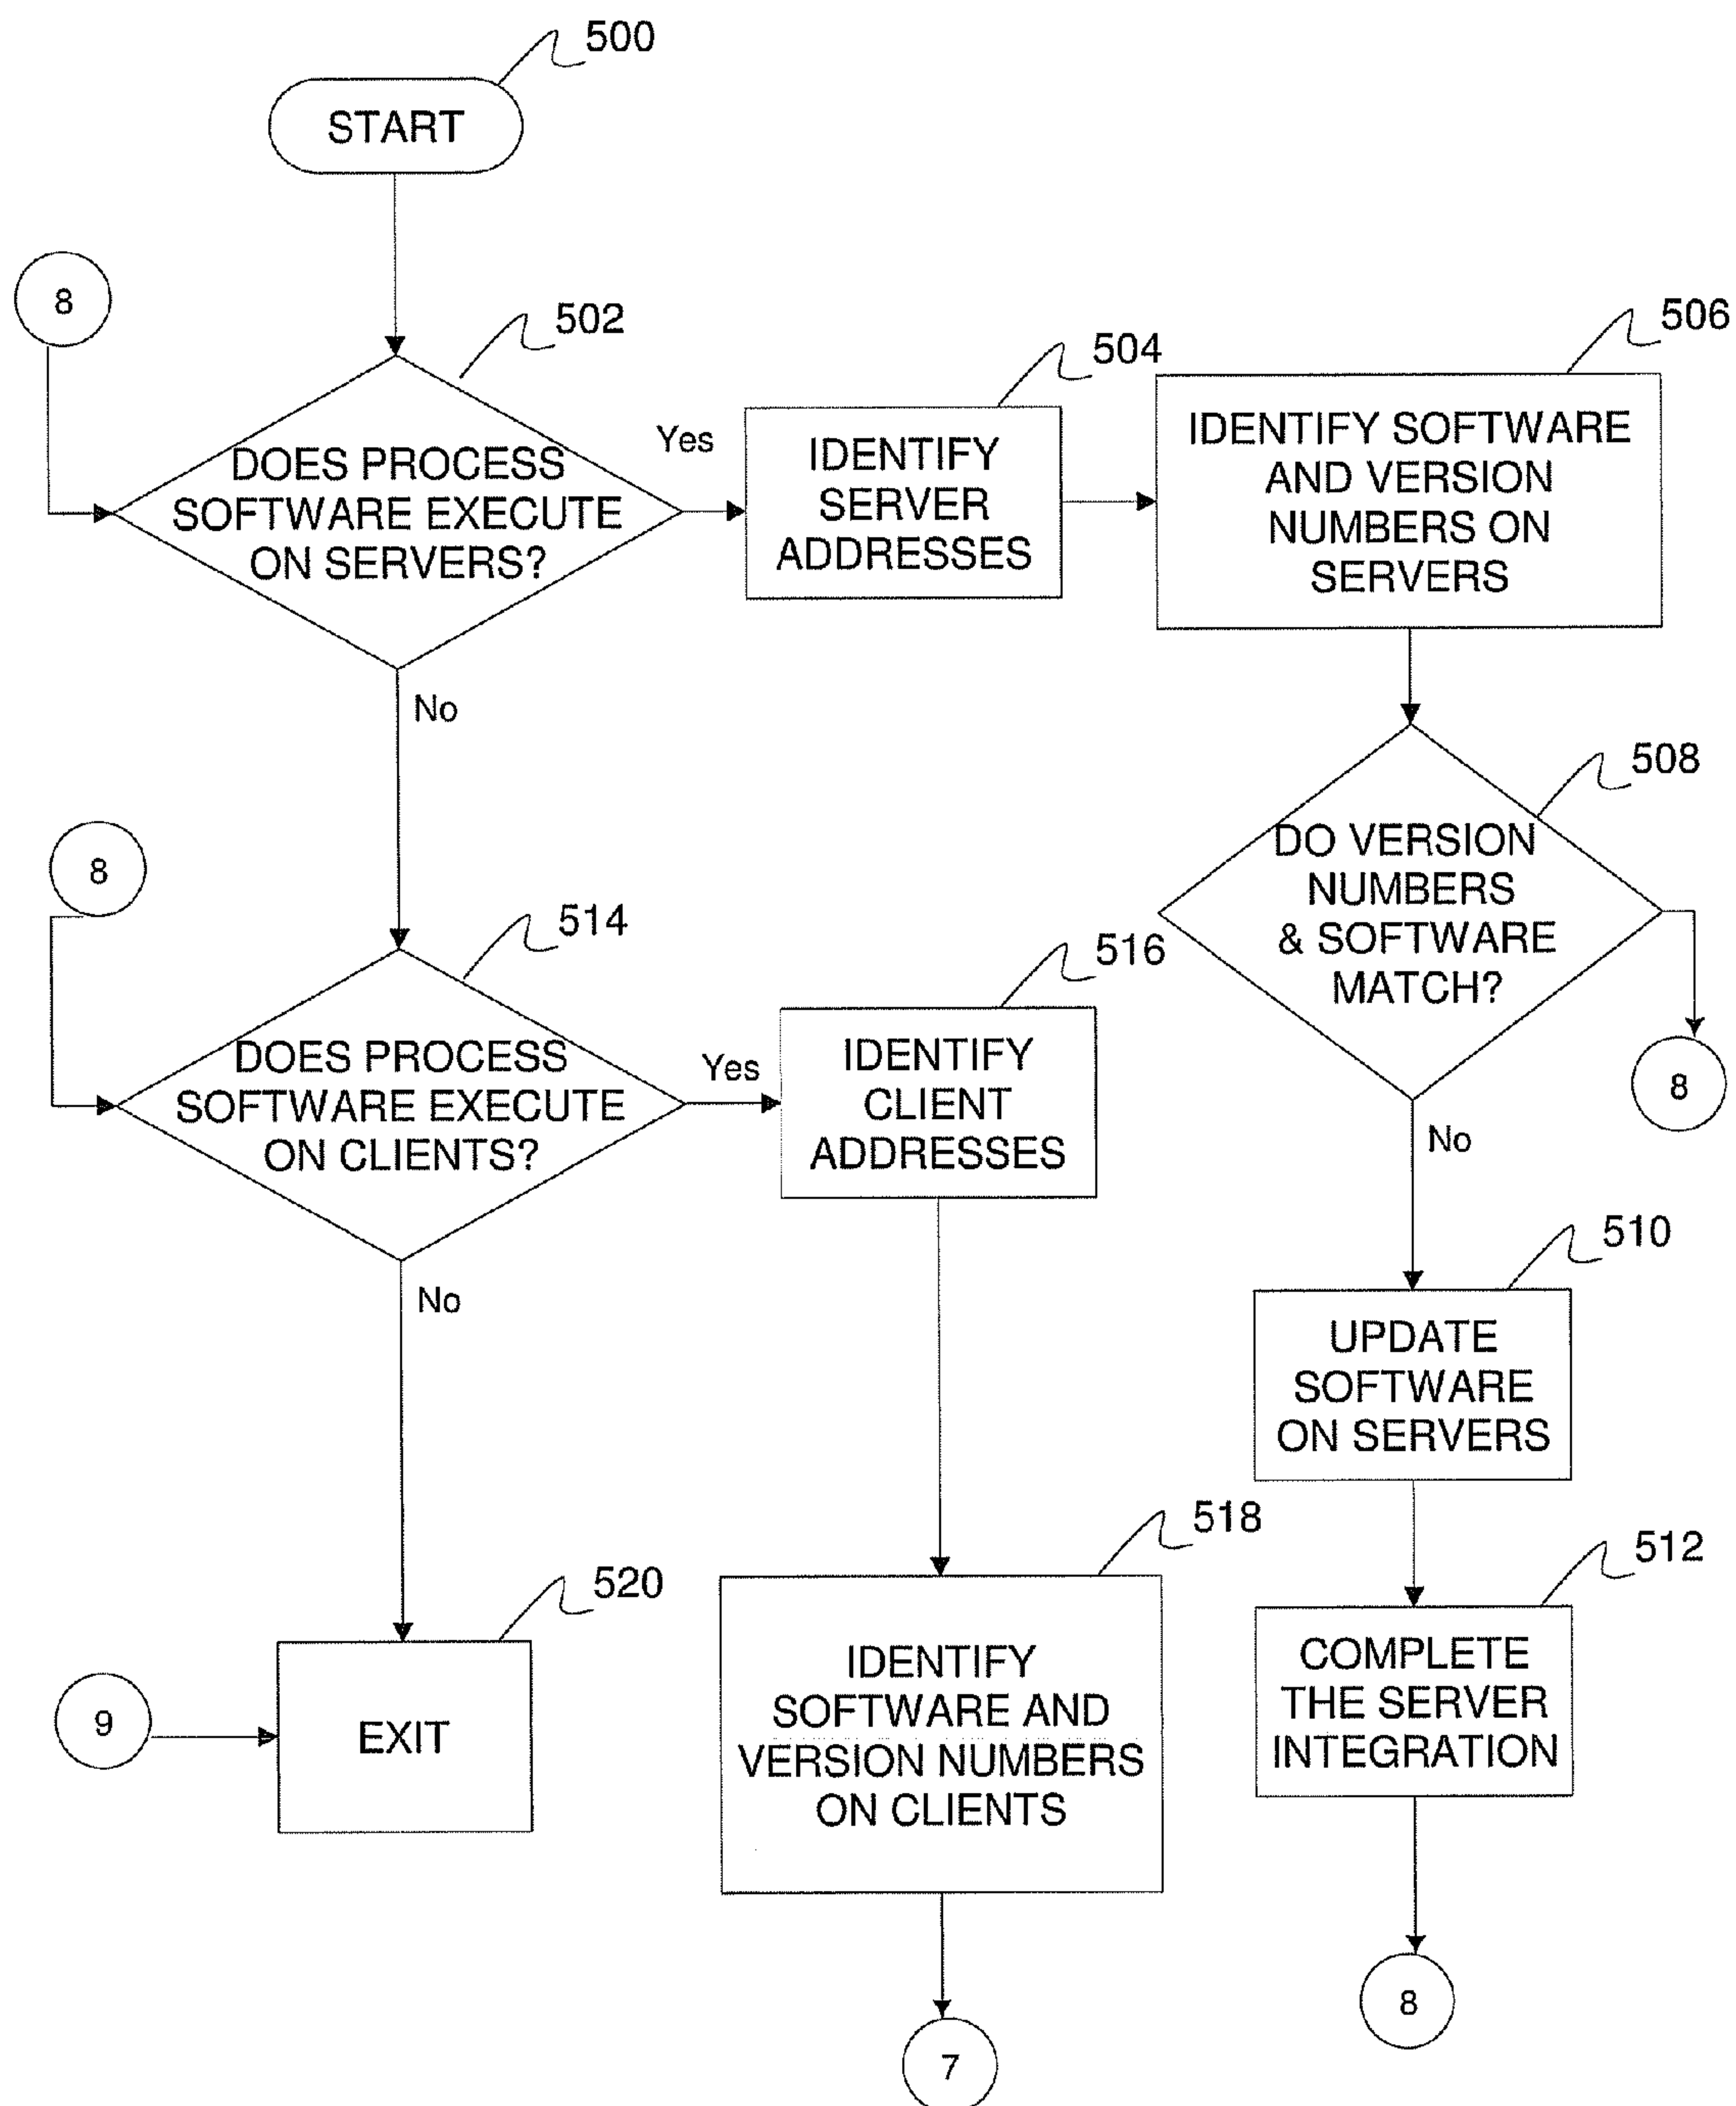 500
START
8
502
DOES PROCESS
SOFTWARE EXECUTE
ON SERVERS?
Yes
504
IDENTIFY
SERVER
ADDRESSES
506
IDENTIFY SOFTWARE
AND VERSION
NUMBERS ON
SERVERS
No
508
DO VERSION
NUMBERS
& SOFTWARE
MATCH?
8
8
514
DOES PROCESS
SOFTWARE EXECUTE
ON CLIENTS?
Yes
516
IDENTIFY
CLIENT
ADDRESSES
No
510
UPDATE
SOFTWARE
ON SERVERS
No
520
EXIT
9
518
IDENTIFY
SOFTWARE AND
VERSION NUMBERS
ON CLIENTS
512
COMPLETE
THE SERVER
INTEGRATION
8
7